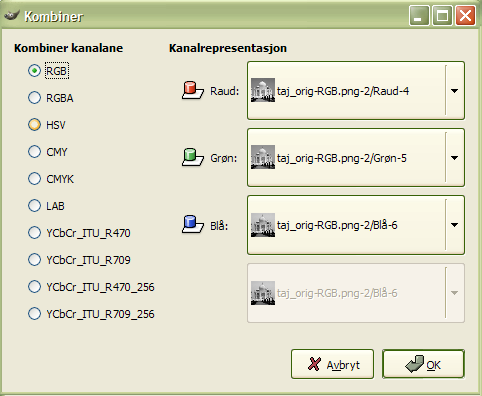 Kombiner
Kombiner kanalane
RGB
RGBA
HSV
CMY
CMYK
LAB
YCbCr_ITU_R470
YCbCr_ITU_R709
YCbCr_ITU_R470_256
YCbCr_ITU_R709_256
Kanalrepresentasjon
Raud: taj_orig-RGB.png-2/Raud-4
Grøn: taj_orig-RGB.png-2/Grøn-5
Blå: taj_orig-RGB.png-2/Blå-6
taj_orig-RGB.png-2/Blå-6
Avbryt OK